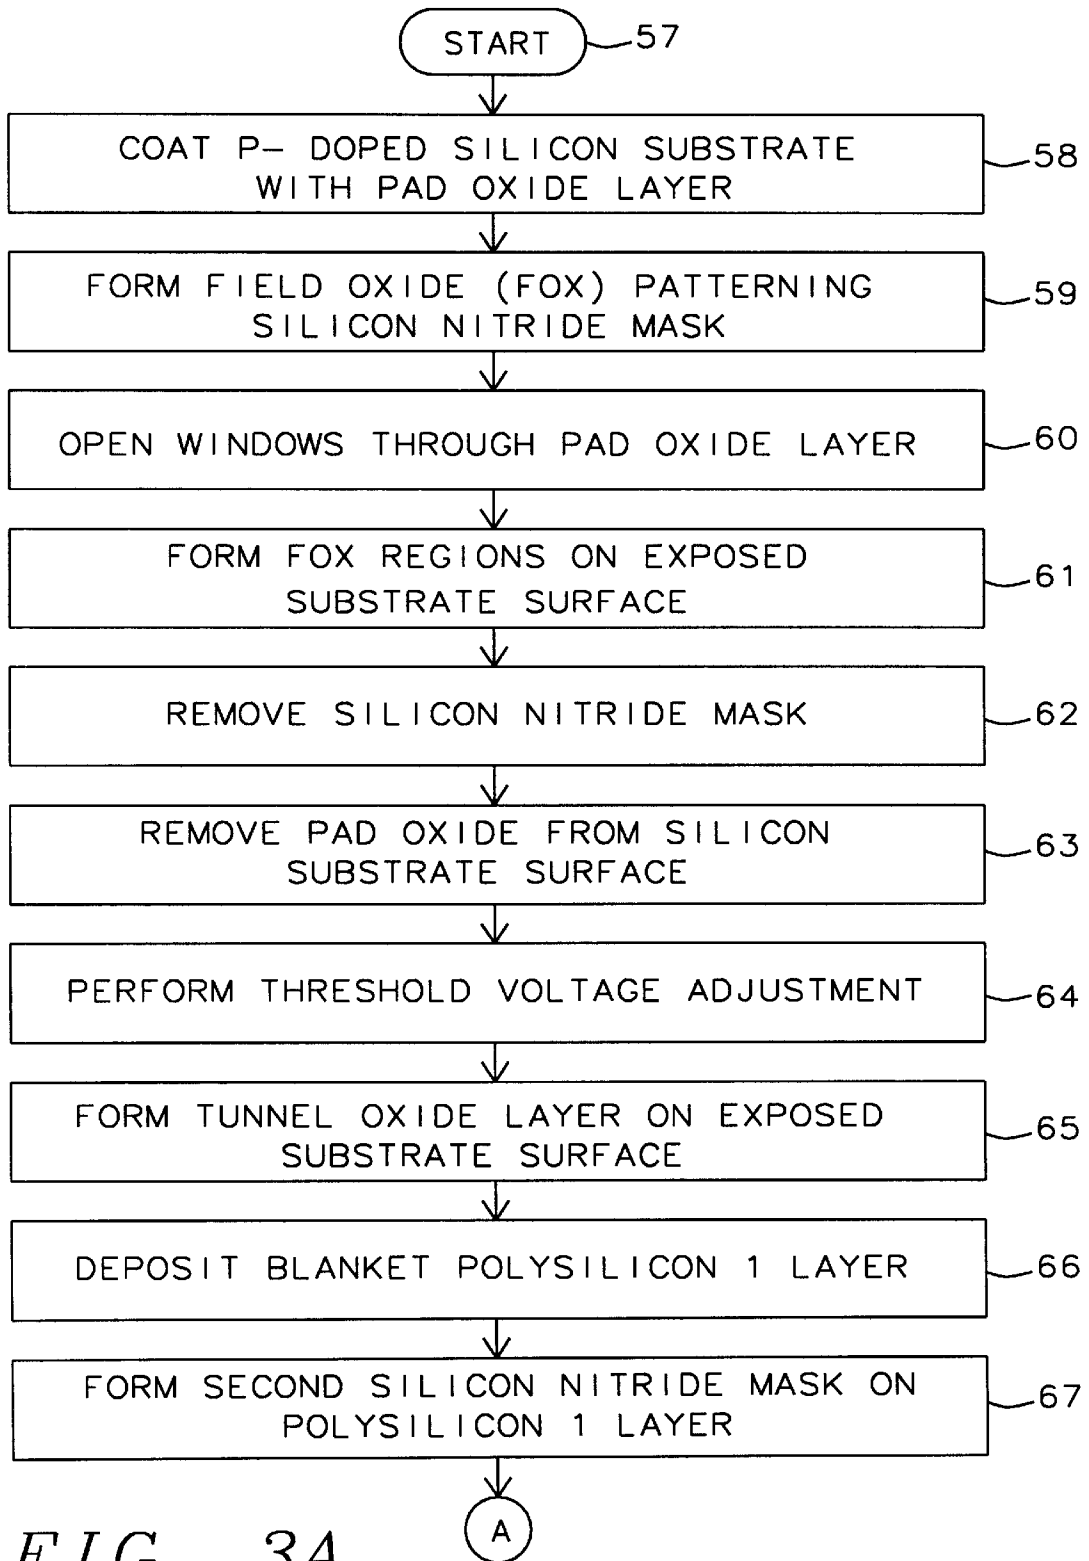 START
57
COAT P- DOPED SILICON SUBSTRATE
WITH PAD OXIDE LAYER
58
FORM FIELD OXIDE (FOX) PATTERNING
SILICON NITRIDE MASK
59
OPEN WINDOWS THROUGH PAD OXIDE LAYER
60
FORM FOX REGIONS ON EXPOSED
SUBSTRATE SURFACE
61
REMOVE SILICON NITRIDE MASK
62
REMOVE PAD OXIDE FROM SILICON
SUBSTRATE SURFACE
63
PERFORM THRESHOLD VOLTAGE ADJUSTMENT
64
FORM TUNNEL OXIDE LAYER ON EXPOSED
SUBSTRATE SURFACE
65
DEPOSIT BLANKET POLYSILICON 1 LAYER
66
FORM SECOND SILICON NITRIDE MASK ON
POLYSILICON 1 LAYER
67
A
FIG. 3A